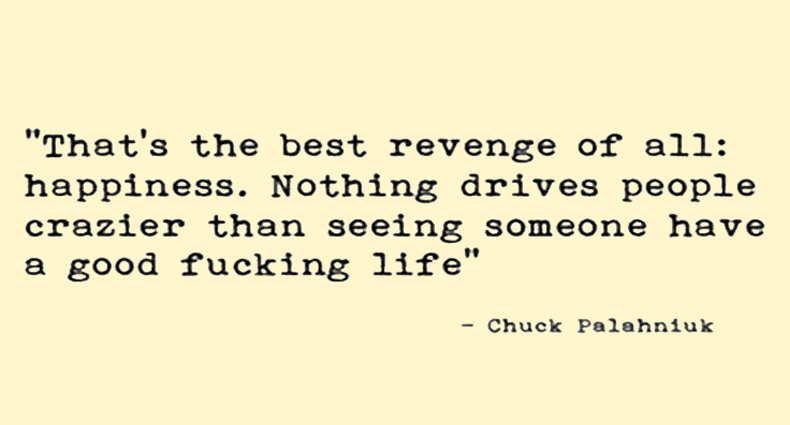 "That's the best revenge of all:
happiness. Nothing drives people
crazier than seeing someone have
a good fucking life"
- Chuck Palahniuk